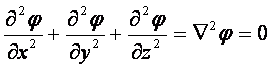 ∂²φ/∂x² + ∂²φ/∂y² + ∂²φ/∂z² = ∇²φ = 0